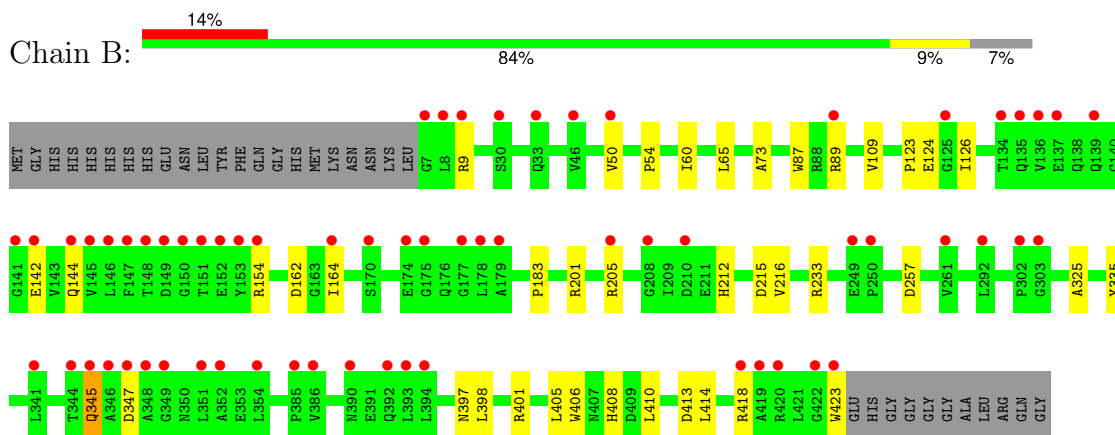 Chain B:
14%
84% 9% 7%
MET GLY HIS HIS HIS HIS HIS HIS GLU ASN LEU TYR PHE GLN GLY HIS MET LYS ASN ASN LYS LEU G7 L8 R9 S30 Q33 V46 V50 P54 I60 L65 A73 W87 R88 R89 V109 P123 E124 G125 I126 T134 Q135 V136 E137 Q138 Q139 G140
G141 E142 V143 Q144 V145 L146 F147 T148 D149 G150 T151 E152 Y153 R154 D162 G163 I164 S170 E174 G175 Q176 G177 L178 A179 P183 R201 R205 G208 I209 D210 E211 H212 D215 V216 R233 E249 P250 D257 V261 L292 P302 G303 A325 Y335
L341 T344 Q345 A346 D347 A348 G349 N350 L351 A352 E353 L354 P385 V386 N390 E391 Q392 L393 L394 N397 L398 R401 L405 W406 N407 H408 D409 L410 D413 L414 R418 A419 R420 L421 G422 W423 GLU HIS GLY GLY GLY GLY ALA LEU ARG GLN GLY